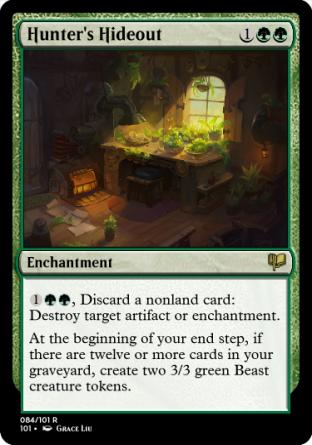 Hunter's Hideout 1
Enchantment
1, Discard a nonland card:
Destroy target artifact or enchantment.
At the beginning of your end step, if
there are twelve or more cards in your
graveyard, create two 3/3 green Beast
creature tokens.
084/101 R
101 • Grace Liu